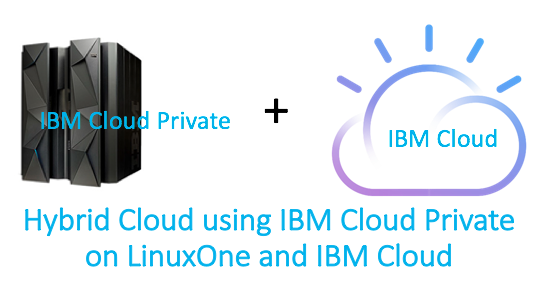 IBM Cloud Private
+
IBM Cloud
Hybrid Cloud using IBM Cloud Private
on LinuxOne and IBM Cloud